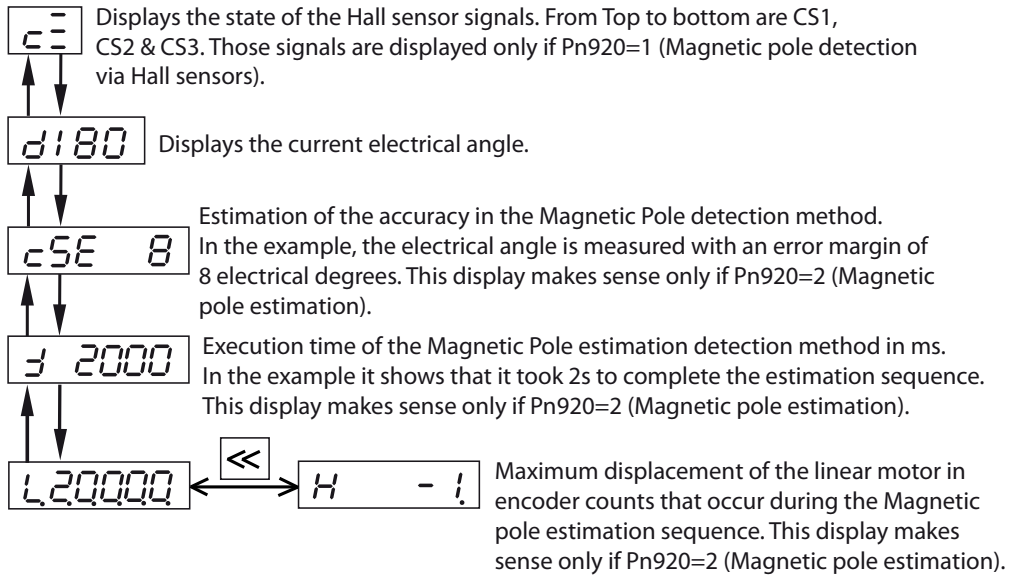 Displays the state of the Hall sensor signals. From Top to bottom are CS1,
CS2 & CS3. Those signals are displayed only if Pn920=1 (Magnetic pole detection
via Hall sensors).
d180
Displays the current electrical angle.
Estimation of the accuracy in the Magnetic Pole detection method.
cSE 8
In the example, the electrical angle is measured with an error margin of
8 electrical degrees. This display makes sense only if Pn920=2 (Magnetic
pole estimation).
2000
Execution time of the Magnetic Pole estimation detection method in ms.
In the example it shows that it took 2s to complete the estimation sequence.
This display makes sense only if Pn920=2 (Magnetic pole estimation).
L.2.0.0.0.0.
≪
H -1.
Maximum displacement of the linear motor in
encoder counts that occur during the Magnetic
pole estimation sequence. This display makes
sense only if Pn920=2 (Magnetic pole estimation).